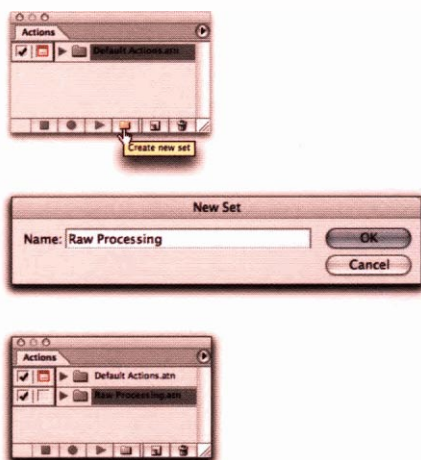 Actions
Default Actions.atn
Create new set
New Set
Name: Raw Processing
OK
Cancel
Actions
Default Actions.atn
Raw Processing.atn